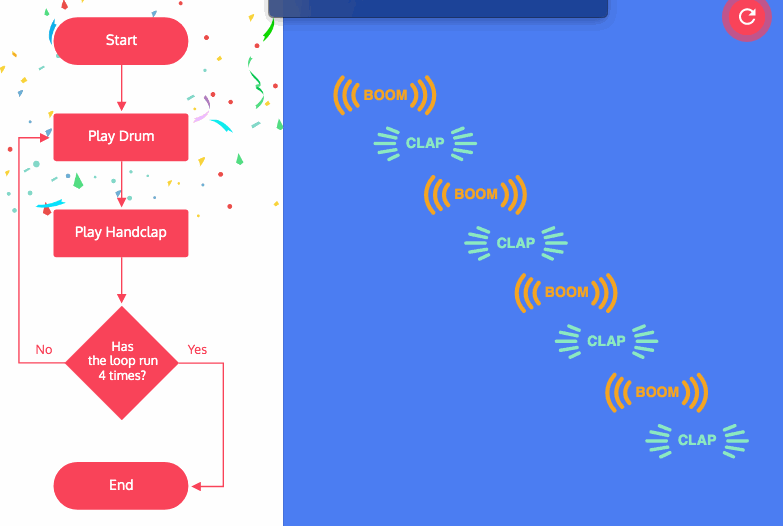 Start
Play Drum
Play Handclap
Has
the loop run
4 times?
No
Yes
End
BOOM
CLAP
BOOM
CLAP
BOOM
CLAP
BOOM
CLAP